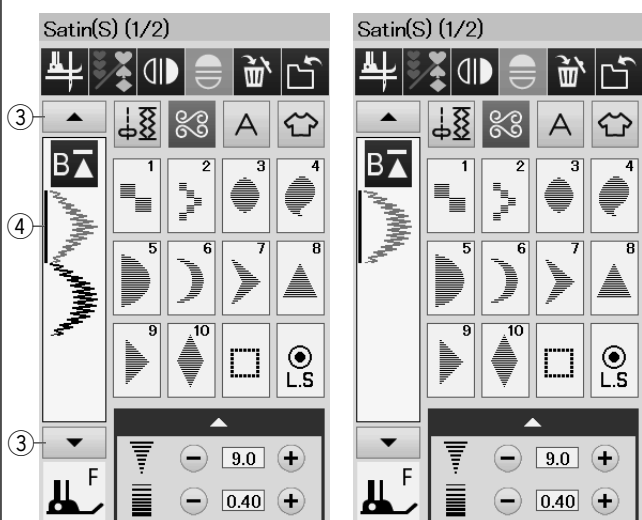 Satin(S) (1/2)
③
B
A
1 2 3 4
④
5 6 7 8
9 10
L.S
③
9.0
F
0.40
Satin(S) (1/2)
B
A
1 2 3 4
5 6 7 8
9 10
L.S
9.0
F
0.40